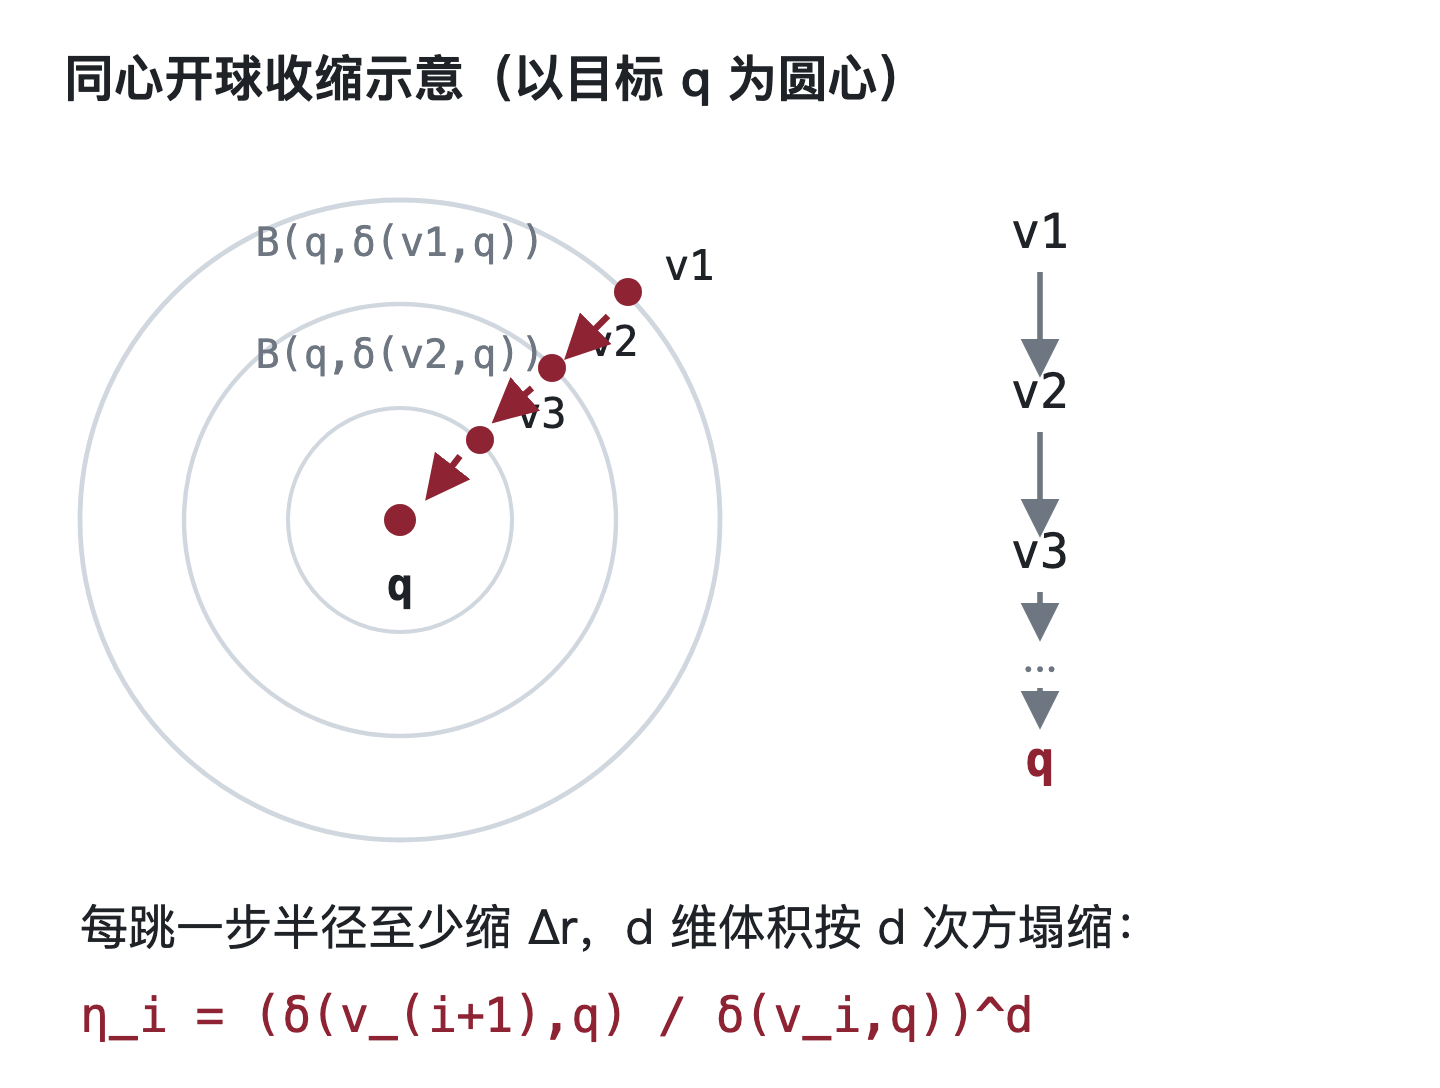 同心开球收缩示意（以目标 q 为圆心）
B(q,δ(v1,q))
v1
B(q,δ(v2,q))
v2
v3
q
v1
v2
v3
...
q
每跳一步半径至少缩 Δr，d 维体积按 d 次方塌缩：
η_i = (δ(v_(i+1),q) / δ(v_i,q))^d